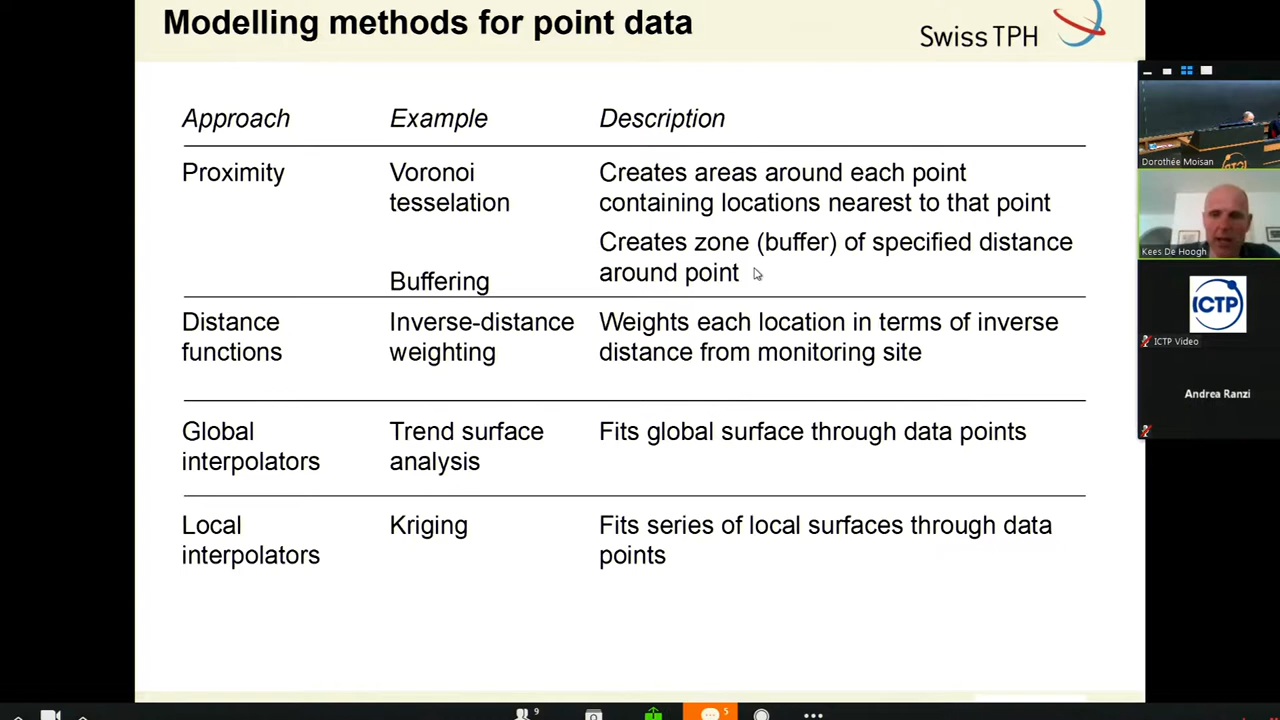 Modelling methods for point data
Swiss TPH
Approach Example Description
Proximity Voronoi Creates areas around each point
tesselation containing locations nearest to that point
Creates zone (buffer) of specified distance
around point
Buffering
Distance Inverse-distance Weights each location in terms of inverse
functions weighting distance from monitoring site
Global Trend surface Fits global surface through data points
interpolators analysis
Local Kriging Fits series of local surfaces through data
interpolators points
Dorothée Moisan
Kees De Hoogh
ICTP
ICTP Video
Andrea Ranzi
9
5